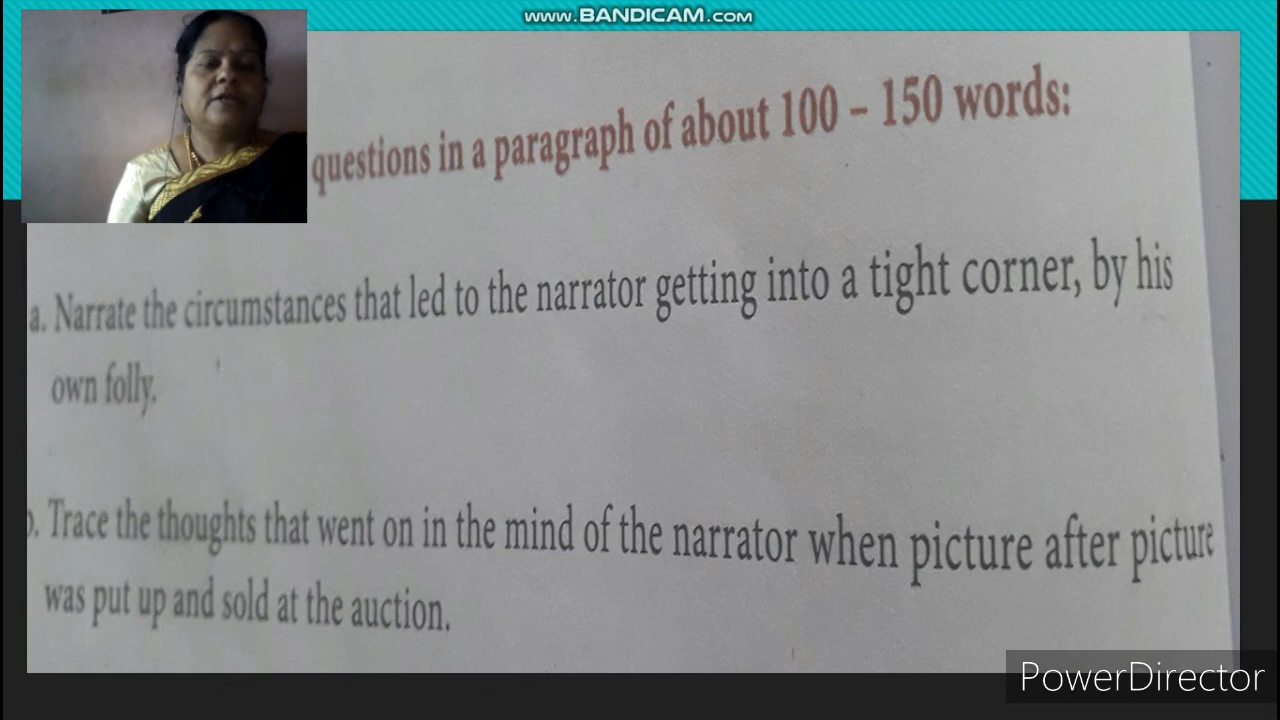 www.BANDICAM.COM
questions in a paragraph of about 100 – 150 words:
a. Narrate the circumstances that led to the narrator getting into a tight corner, by his
own folly.
b. Trace the thoughts that went on in the mind of the narrator when picture after picture
was put up and sold at the auction.
PowerDirector